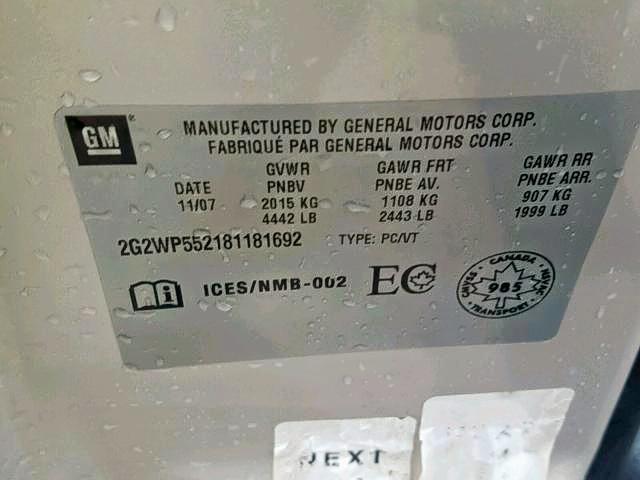 GM
MANUFACTURED BY GENERAL MOTORS CORP.
FABRIQUÉ PAR GENERAL MOTORS CORP.
DATE
11/07
GVWR
PNBV
2015 KG
4442 LB
GAWR FRT
PNBE AV.
1108 KG
2443 LB
GAWR RR
PNBE ARR.
907 KG
1999 LB
2G2WP552181181692 TYPE: PC/VT
i ICES/NMB-002 EC
CANADA
985
TRANSPORT